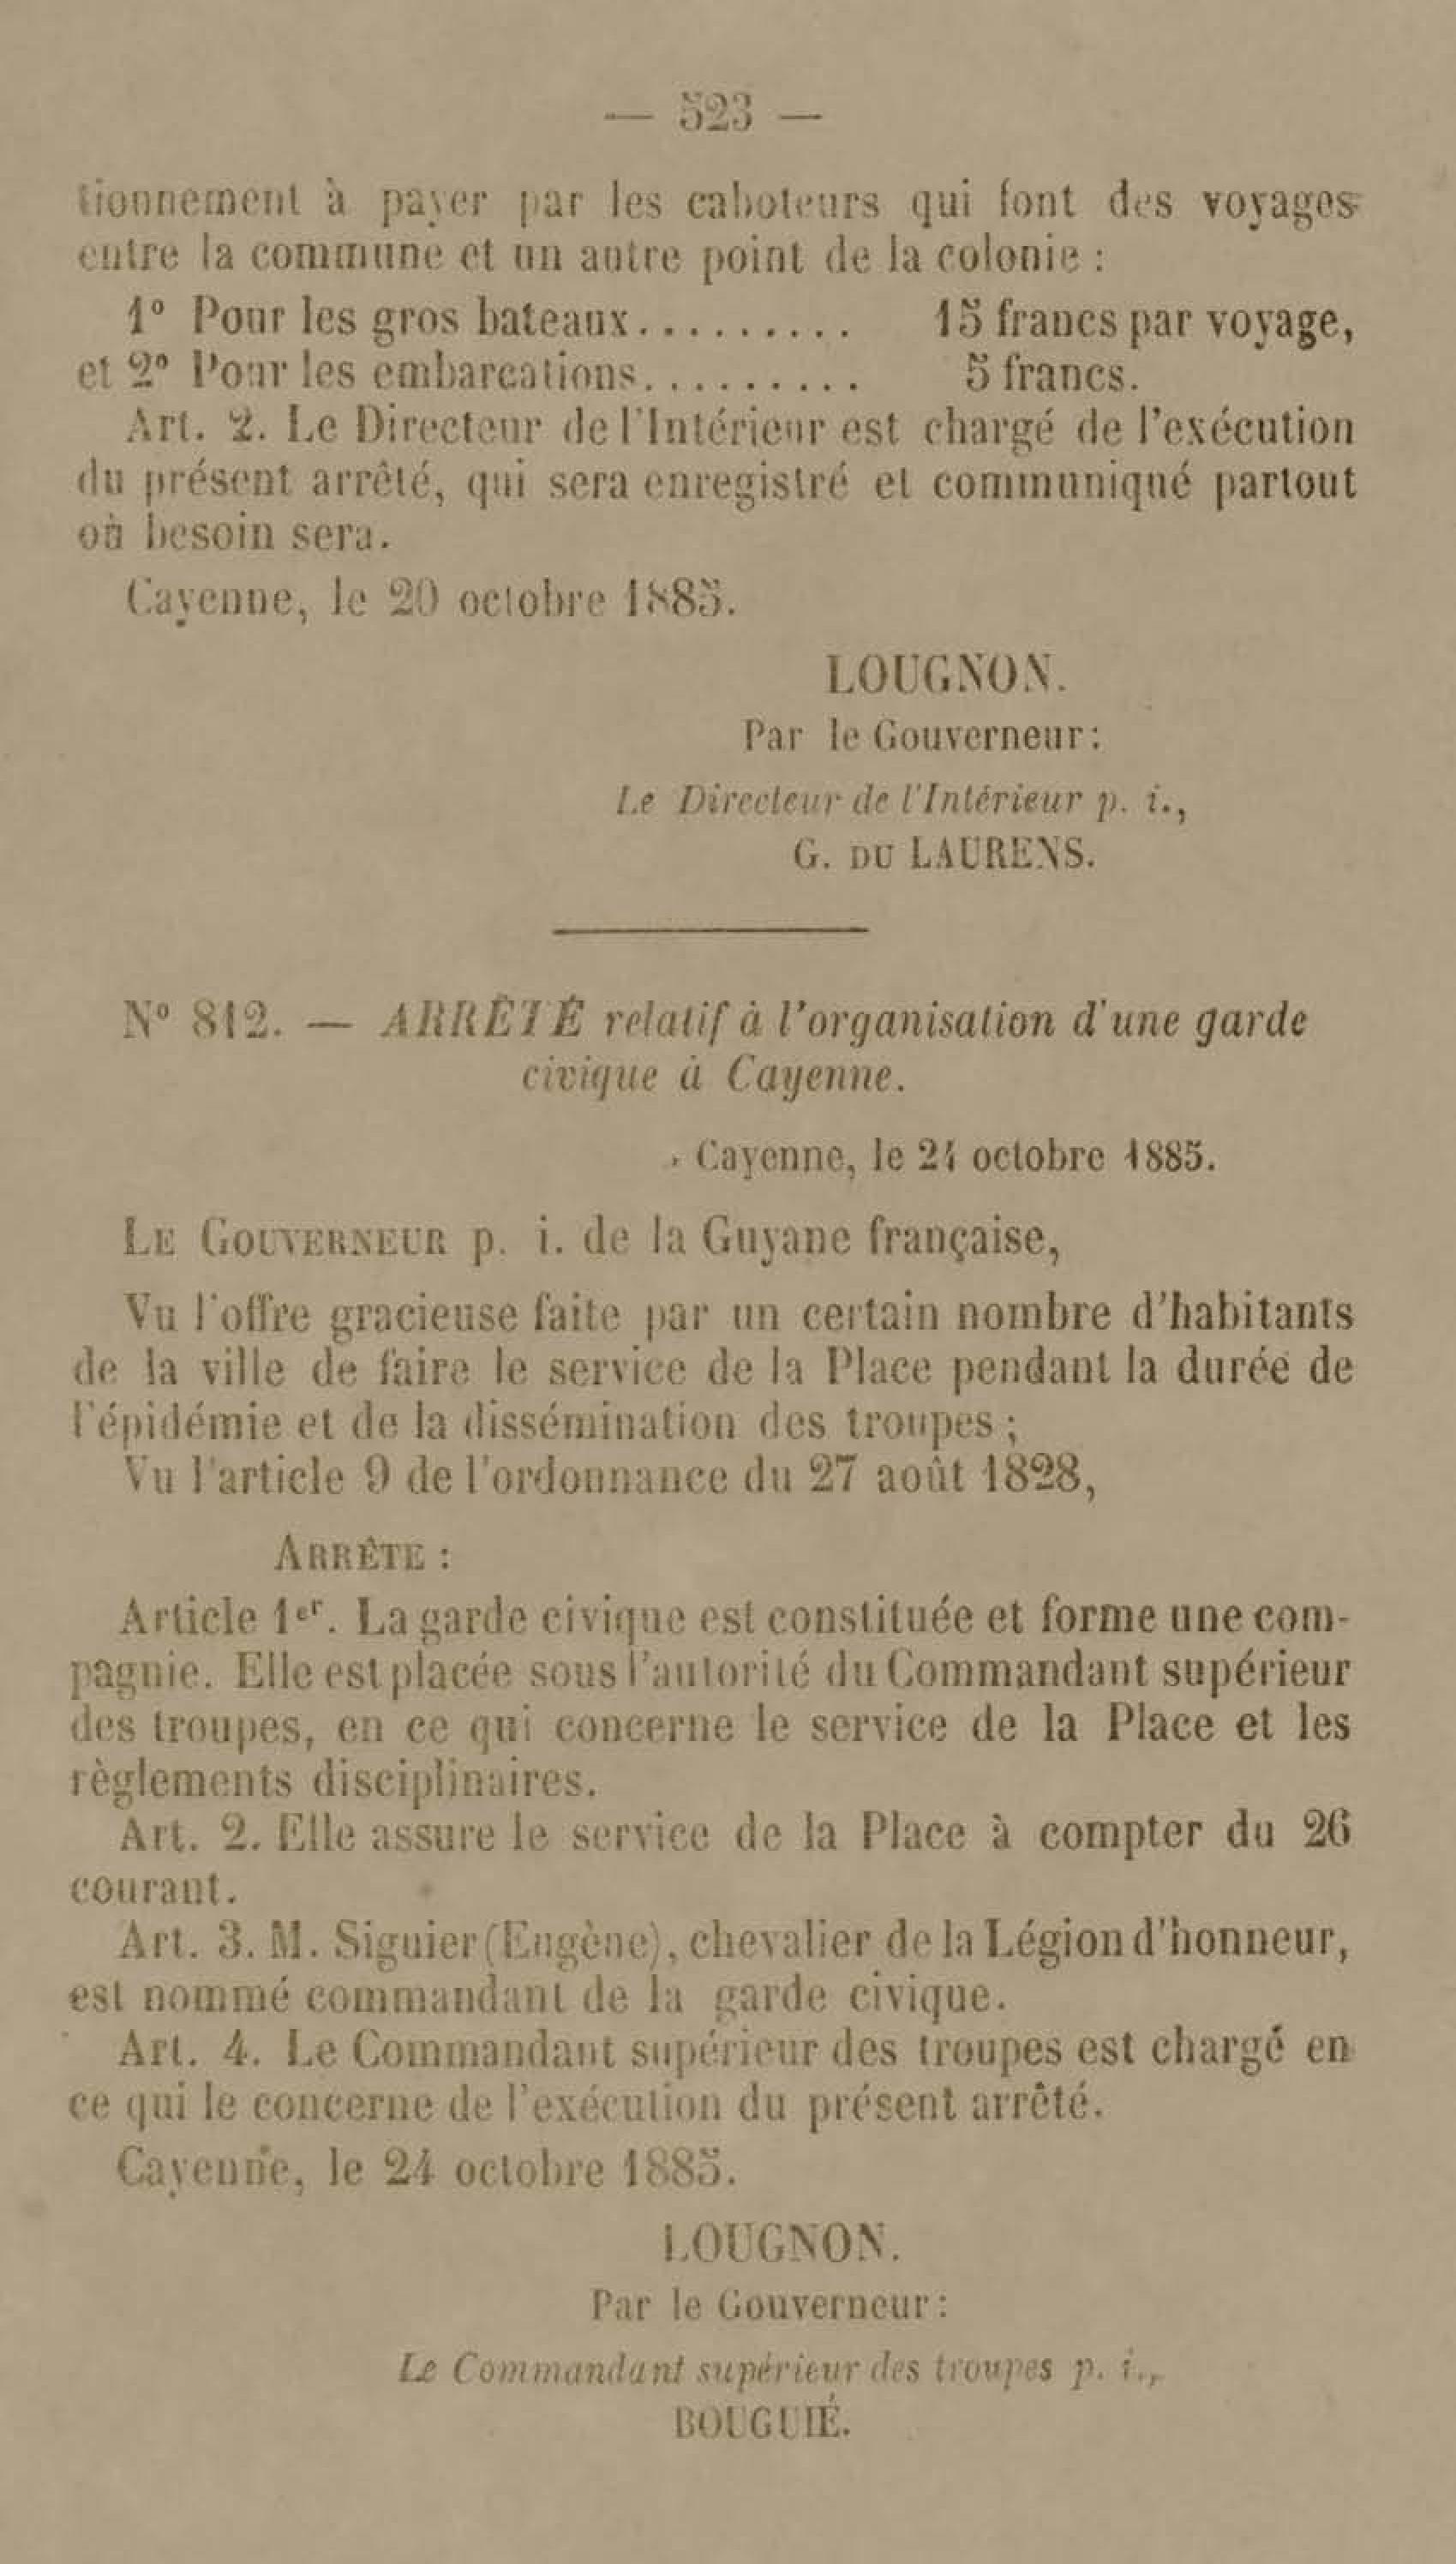 — 523 —
tionnement à payer par les caboteurs qui font des voyages
entre la commune et un autre point de la colonie :
1° Pour les gros bateaux.......... 15 francs par voyage,
et 2° Pour les embarcations.......... 5 francs.
Art. 2. Le Directeur de l'Intérieur est chargé de l'exécution
du présent arrêté, qui sera enregistré et communiqué partout
où besoin sera.
Cayenne, le 20 octobre 1885.
LOUGNON.
Par le Gouverneur:
Le Directeur de l'Intérieur p. i.,
G. DU LAURENS.
N° 812. — ARRÊTÉ relatif à l'organisation d'une garde
civique à Cayenne.
Cayenne, le 24 octobre 1885.
LE GOUVERNEUR p. i. de la Guyane française,
Vu l'offre gracieuse faite par un certain nombre d'habitants
de la ville de faire le service de la Place pendant la durée de
l'épidémie et de la dissémination des troupes ;
Vu l'article 9 de l'ordonnance du 27 août 1828,
ARRÊTE :
Article 1er. La garde civique est constituée et forme une com-
pagnie. Elle est placée sous l'autorité du Commandant supérieur
des troupes, en ce qui concerne le service de la Place et les
règlements disciplinaires.
Art. 2. Elle assure le service de la Place à compter du 26
courant.
Art. 3. M. Siguier (Eugène), chevalier de la Légion d'honneur,
est nommé commandant de la garde civique.
Art. 4. Le Commandant supérieur des troupes est chargé en
ce qui le concerne de l'exécution du présent arrêté.
Cayenne, le 24 octobre 1885.
LOUGNON.
Par le Gouverneur:
Le Commandant supérieur des troupes p. i.,
BOUGUIÉ.